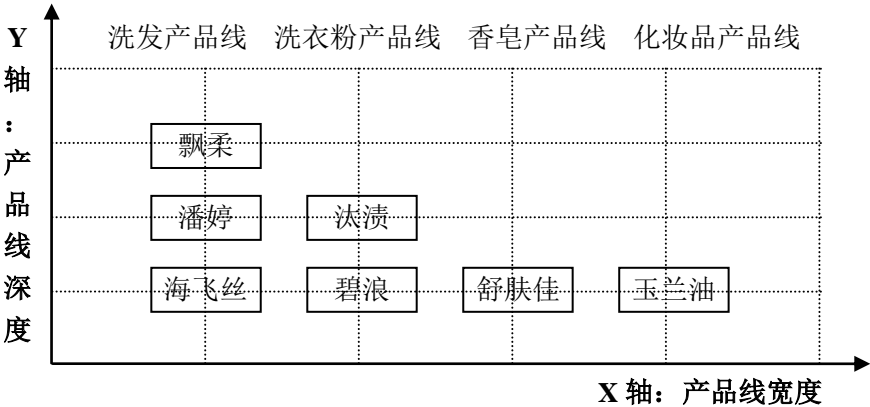 Y轴：产品线深度
洗发产品线 洗衣粉产品线 香皂产品线 化妆品产品线
飘柔
潘婷 汰渍
海飞丝 碧浪 舒肤佳 玉兰油
X 轴：产品线宽度